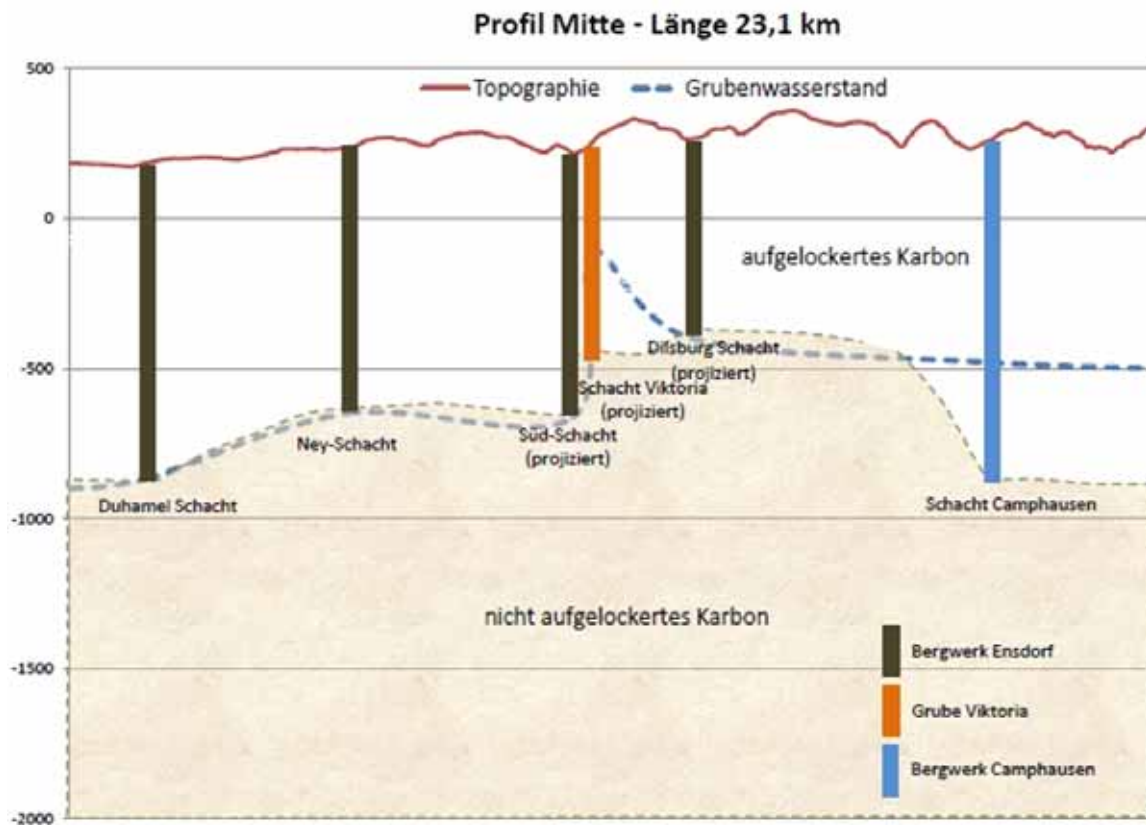 Profil Mitte - Länge 23,1 km
500
Topographie
Grubenwasserstand
0
aufgelockertes Karbon
-500
Dilsburg Schacht
(projiziert)
Schacht Viktoria
(projiziert)
Süd-Schacht
(projiziert)
Ney-Schacht
Duhamel Schacht
Schacht Camphausen
-1000
nicht aufgelockertes Karbon
Bergwerk Ensdorf
-1500
Grube Viktoria
Bergwerk Camphausen
-2000